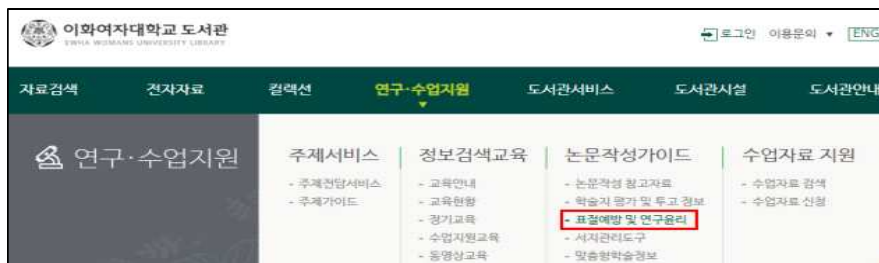 이화여자대학교 도서관
EWHA WOMANS UNIVERSITY LIBRARY
로그인 이용문의 ▼ ENG
자료검색 전자자료 컬렉션 연구·수업지원 도서관서비스 도서관시설 도서관안내
연구·수업지원
주제서비스 정보검색교육 논문작성가이드 수업자료 지원
- 주제전담서비스 - 교육안내 - 논문작성 참고자료 - 수업자료 검색
- 주제가이드 - 교육현황 - 학술지 평가 및 투고 정보 - 수업자료 신청
- 정기교육 - 표절예방 및 연구윤리
- 수업지원교육 - 서지관리도구
- 동영상교육 - 맞춤형학술정보